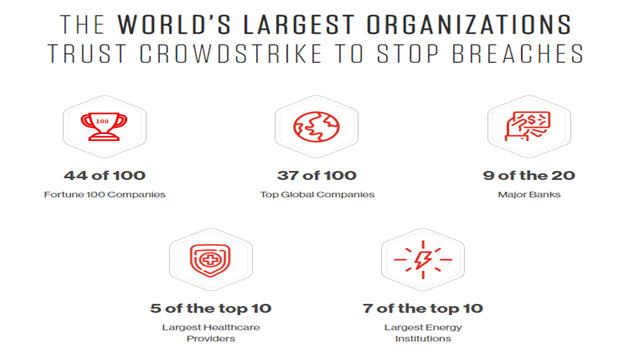 THE WORLD'S LARGEST ORGANIZATIONS
TRUST CROWDSTRIKE TO STOP BREACHES
100
44 of 100
Fortune 100 Companies
37 of 100
Top Global Companies
$
9 of the 20
Major Banks
5 of the top 10
Largest Healthcare
Providers
7 of the top 10
Largest Energy
Institutions